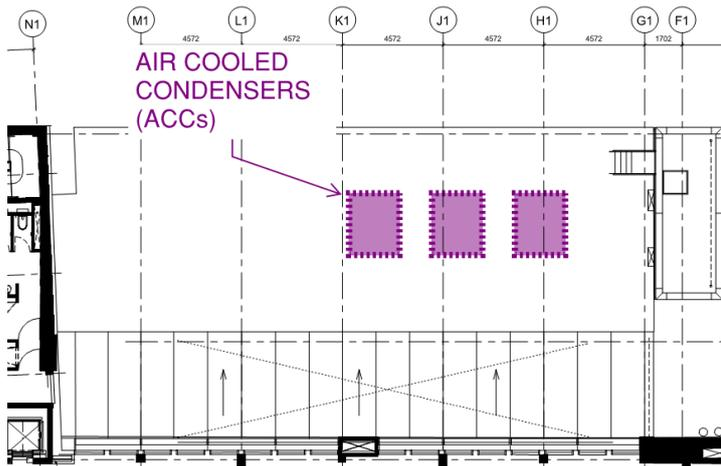 N1 M1 L1 K1 J1 H1 G1 F1
4572 4572 4572 4572 4572 1702
AIR COOLED
CONDENSERS
(ACCs)